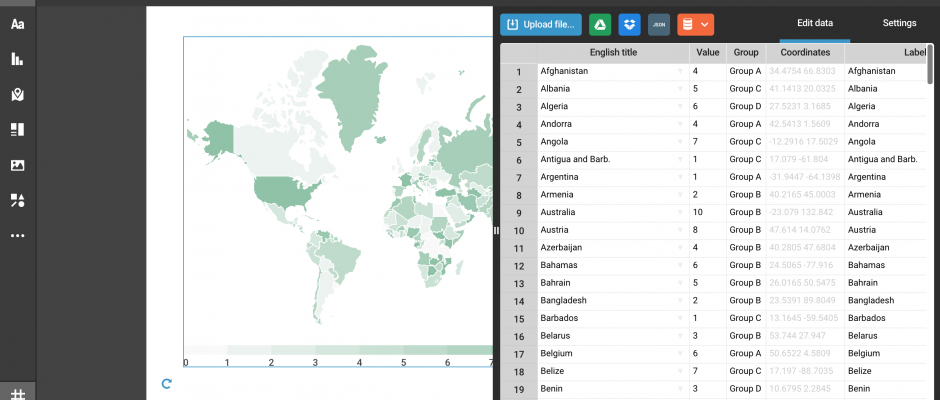 Aa
Upload file...
JSON
Edit data
Settings
English title Value Group Coordinates Label
1 Afghanistan 4 Group A 34.4754 66.8303 Afghanistan
2 Albania 5 Group C 41.1413 20.0325 Albania
3 Algeria 6 Group D 27.5231 3.1685 Algeria
4 Andorra 4 Group A 42.5413 1.5609 Andorra
5 Angola 7 Group C -12.2916 17.5029 Angola
6 Antigua and Barb. 1 Group C 17.079 -61.804 Antigua and Barb.
7 Argentina 1 Group A -31.9447 -64.1398 Argentina
8 Armenia 2 Group B 40.2165 45.0003 Armenia
9 Australia 10 Group B -23.079 132.842 Australia
10 Austria 8 Group B 47.614 14.0762 Austria
11 Azerbaijan 4 Group B 40.2805 47.6804 Azerbaijan
12 Bahamas 6 Group B 24.5065 -77.916 Bahamas
13 Bahrain 5 Group B 26.0165 50.5475 Bahrain
14 Bangladesh 2 Group B 23.5391 89.8049 Bangladesh
15 Barbados 1 Group C 13.1645 -59.5405 Barbados
16 Belarus 3 Group B 53.744 27.947 Belarus
17 Belgium 6 Group A 50.6522 4.5809 Belgium
18 Belize 7 Group C 17.197 -88.7035 Belize
19 Benin 3 Group D 10.6795 2.2845 Benin
0 1 2 3 4 5 6 7